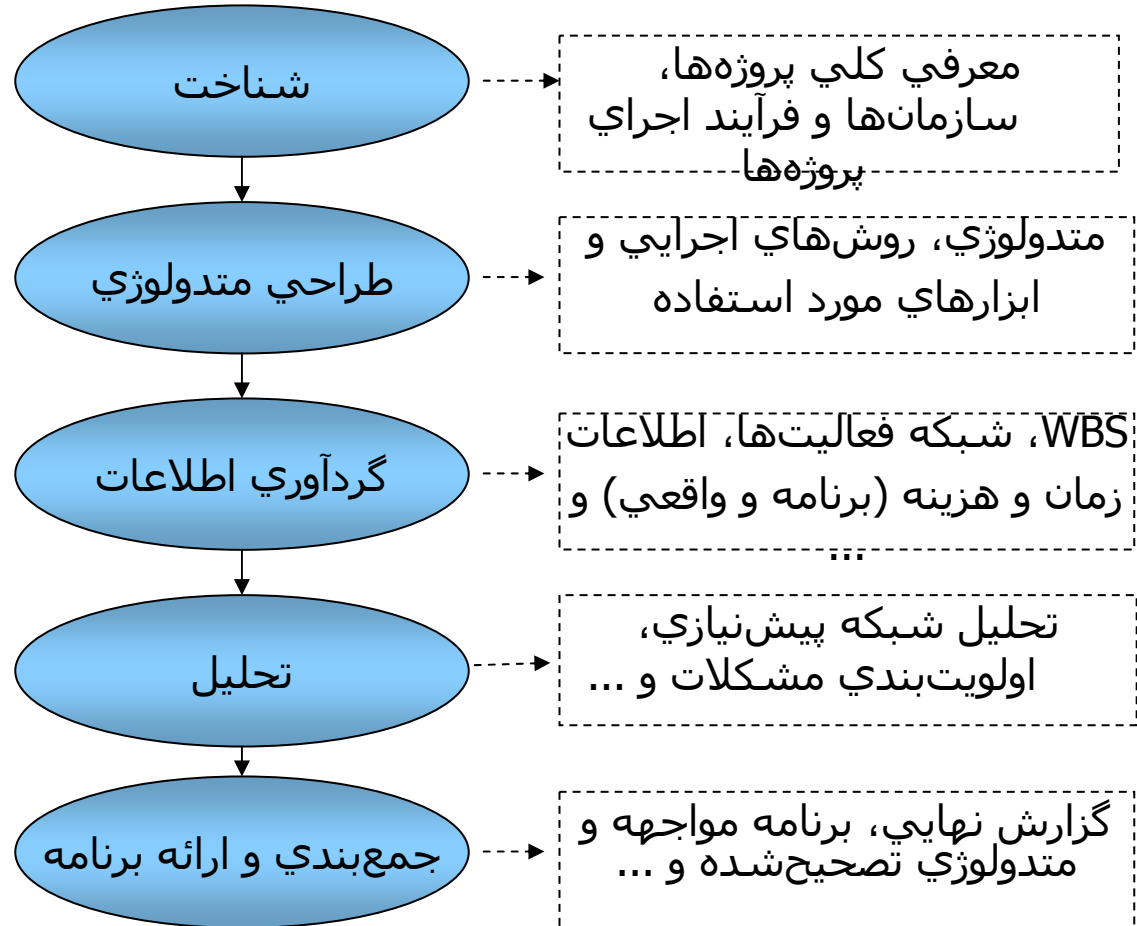 شناخت
معرفي كلي پروژه‌ها،
سازمان‌ها و فرآيند اجراي
پروژه‌ها
طراحي متدولوژي
متدولوژي، روش‌هاي اجرايي و
ابزارهاي مورد استفاده
گردآوري اطلاعات
WBS، شبكه فعاليت‌ها، اطلاعات
زمان و هزينه (برنامه و واقعي) و
...
تحليل
تحليل شبكه پيش‌نيازي،
اولويت‌بندي مشكلات و ...
جمع‌بندي و ارائه برنامه
گزارش نهايي، برنامه مواجهه و
متدولوژي تصحيح‌شده و ...